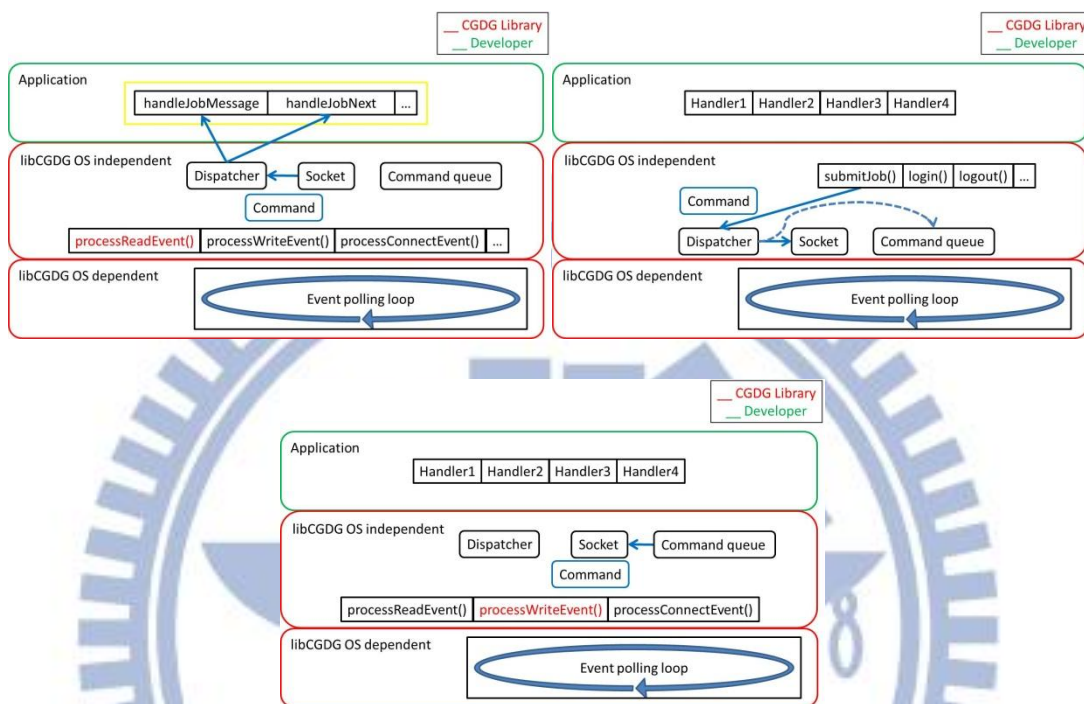 __ CGDG Library
__ Developer
Application
handleJobMessage handleJobNext ...
libCGDG OS independent
Dispatcher Socket Command queue
Command
processReadEvent() processWriteEvent() processConnectEvent() ...
libCGDG OS dependent
Event polling loop
__ CGDG Library
__ Developer
Application
Handler1 Handler2 Handler3 Handler4
libCGDG OS independent
submitJob() login() logout() ...
Command
Dispatcher Socket Command queue
libCGDG OS dependent
Event polling loop
__ CGDG Library
__ Developer
Application
Handler1 Handler2 Handler3 Handler4
libCGDG OS independent
Dispatcher Socket Command queue
Command
processReadEvent() processWriteEvent() processConnectEvent()
libCGDG OS dependent
Event polling loop